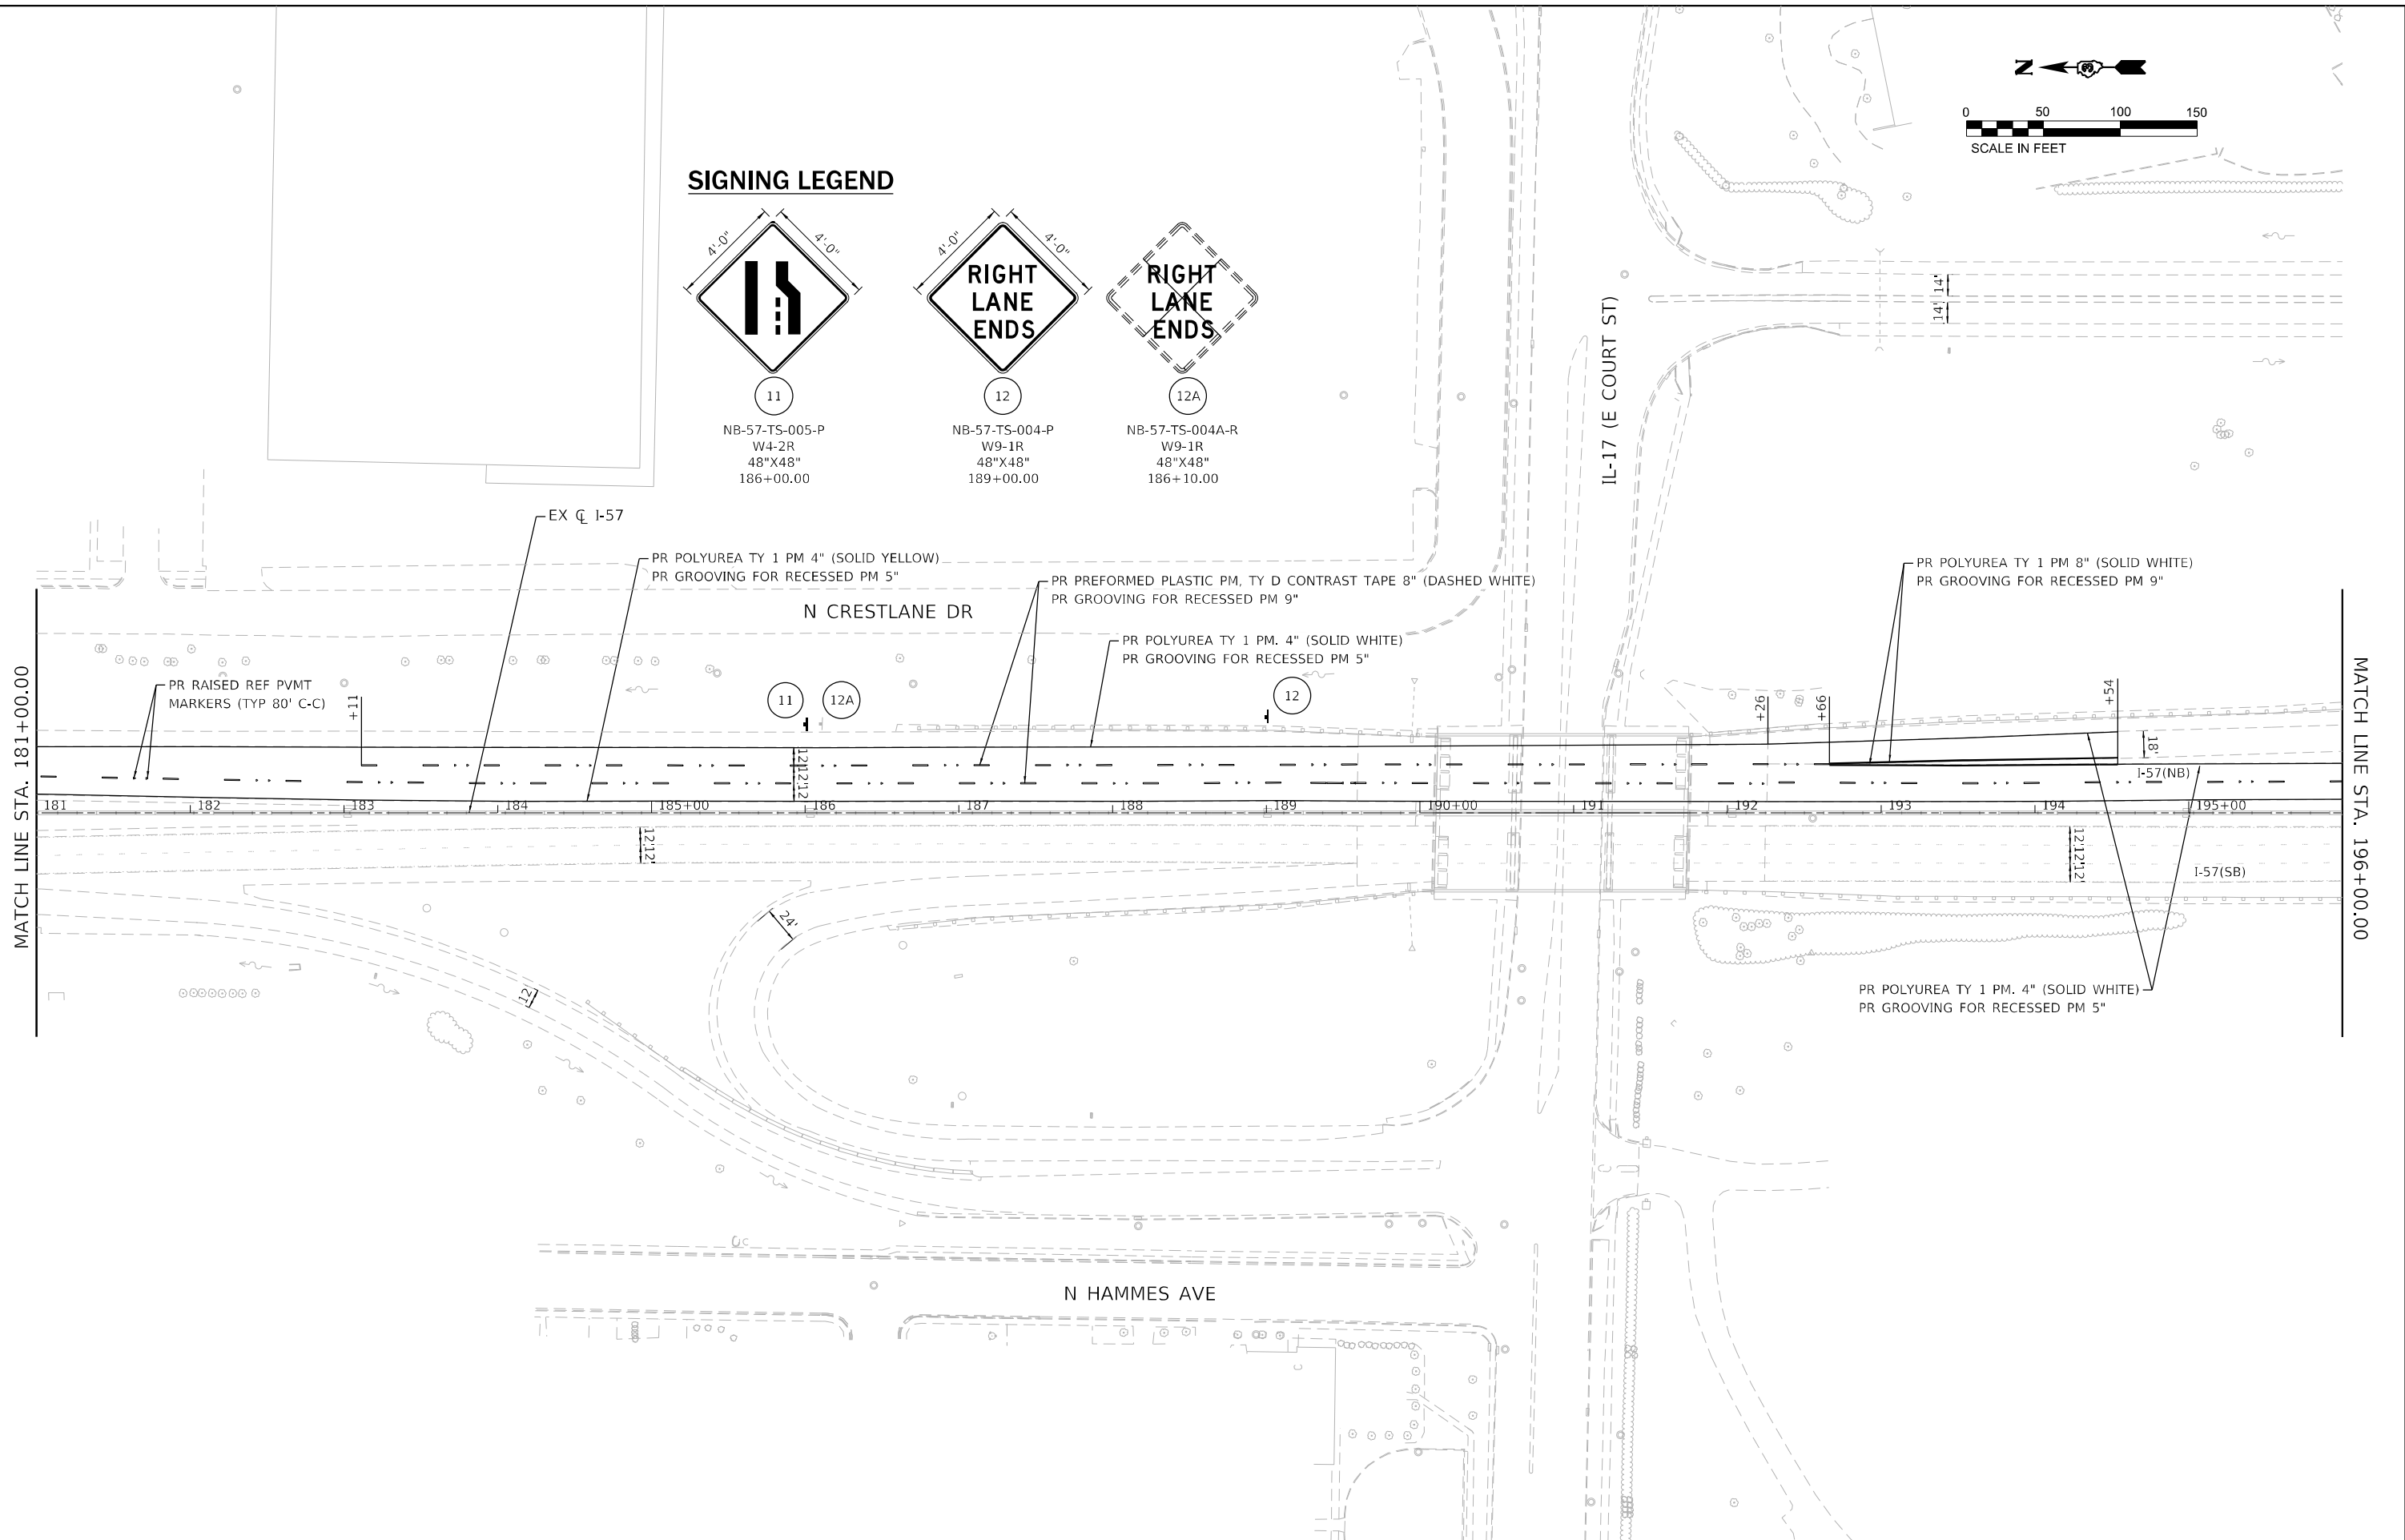 N
0 50 100 150
SCALE IN FEET
SIGNING LEGEND
4'-0" 4'-0"
11
NB-57-TS-005-P
W4-2R
48"X48"
186+00.00
4'-0" 4'-0"
RIGHT
LANE
ENDS
12
NB-57-TS-004-P
W9-1R
48"X48"
189+00.00
RIGHT
LANE
ENDS
12A
NB-57-TS-004A-R
W9-1R
48"X48"
186+10.00
14' 14'
IL-17 (E COURT ST)
EX ℄ I-57
PR POLYUREA TY 1 PM 4" (SOLID YELLOW)
PR GROOVING FOR RECESSED PM 5"
PR PREFORMED PLASTIC PM, TY D CONTRAST TAPE 8" (DASHED WHITE)
PR GROOVING FOR RECESSED PM 9"
PR POLYUREA TY 1 PM 8" (SOLID WHITE)
PR GROOVING FOR RECESSED PM 9"
N CRESTLANE DR
PR POLYUREA TY 1 PM. 4" (SOLID WHITE)
PR GROOVING FOR RECESSED PM 5"
PR RAISED REF PVMT
MARKERS (TYP 80' C-C)
+11
11
12A
12
+26
+66
+54
18'
I-57(NB)
12'12'12'
181 182 183 184 185+00 186 187 188 189 190+00 191 192 193 194 195+00
12'12'
12'12'12'
I-57(SB)
24'
12'
MATCH LINE STA. 181+00.00
MATCH LINE STA. 196+00.00
PR POLYUREA TY 1 PM. 4" (SOLID WHITE)
PR GROOVING FOR RECESSED PM 5"
N HAMMES AVE